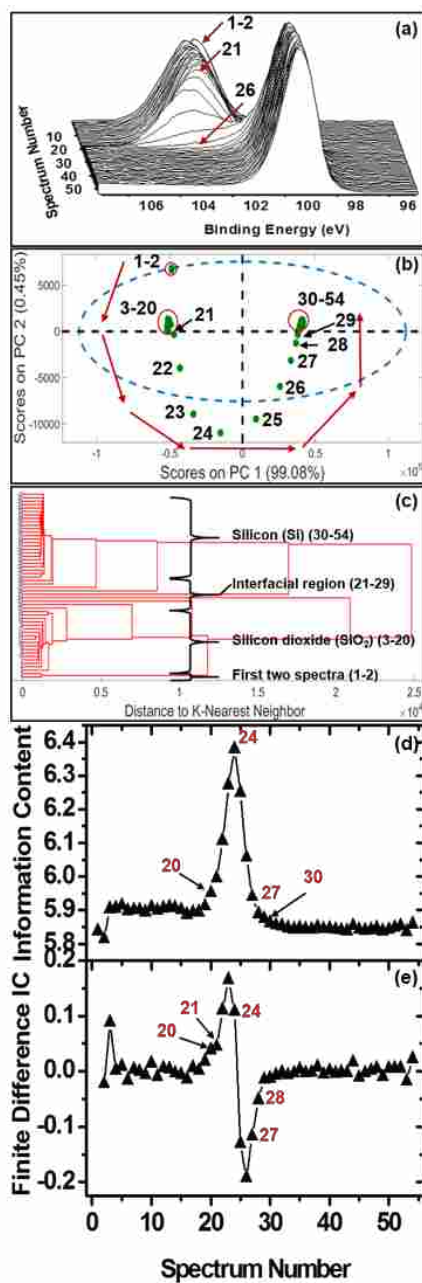 (a)
1-2
21
26
Spectrum Number
10
20
30
40
50
106 104 102 100 98 96
Binding Energy (eV)
(b)
1-2
3-20
21
30-54
29
28
27
26
22
23
24
25
5000
0
-5000
-10000
Scores on PC 2 (0.45%)
-1 -0.5 0 0.5 1
Scores on PC 1 (99.08%)
(c)
Silicon (Si) (30-54)
Interfacial region (21-29)
Silicon dioxide (SiO₂) (3-20)
First two spectra (1-2)
0 0.5 1 1.5 2 2.5
Distance to K-Nearest Neighbor
(d)
24
20
27
30
6.4
6.3
6.2
6.1
6.0
5.9
5.8
Information Content
(e)
21
20
24
28
27
0.2
0.1
0.0
-0.1
-0.2
Finite Difference IC
0 10 20 30 40 50
Spectrum Number